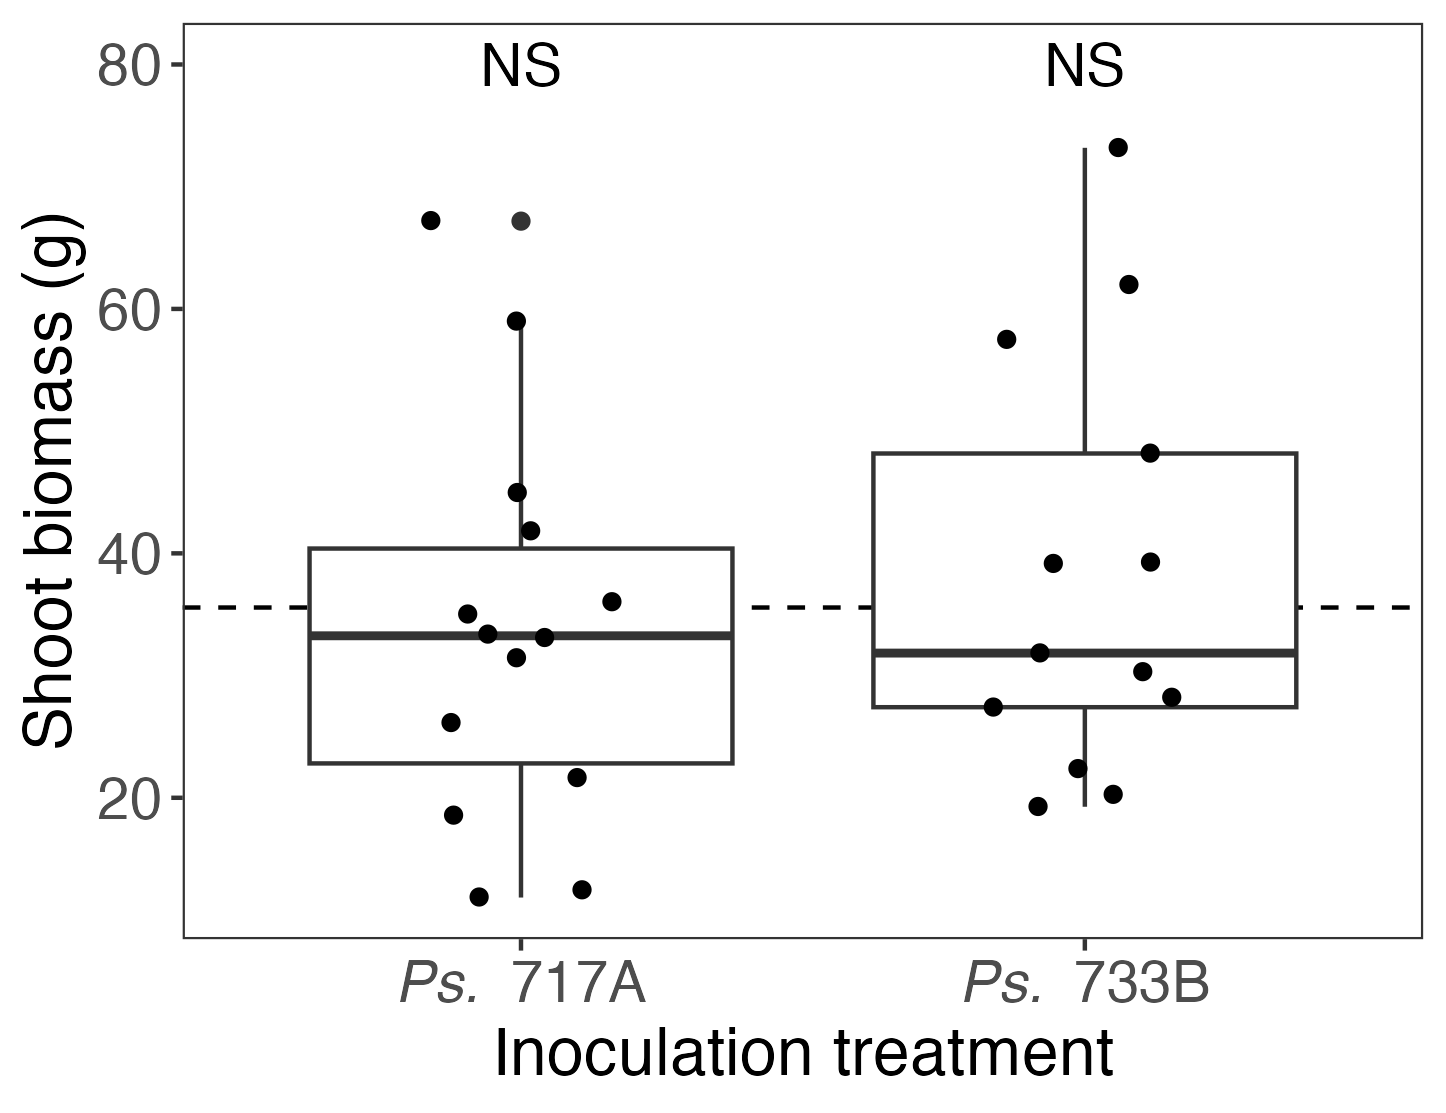 NS NS
80
60
40
20
Shoot biomass (g)
Ps. 717A Ps. 733B
Inoculation treatment